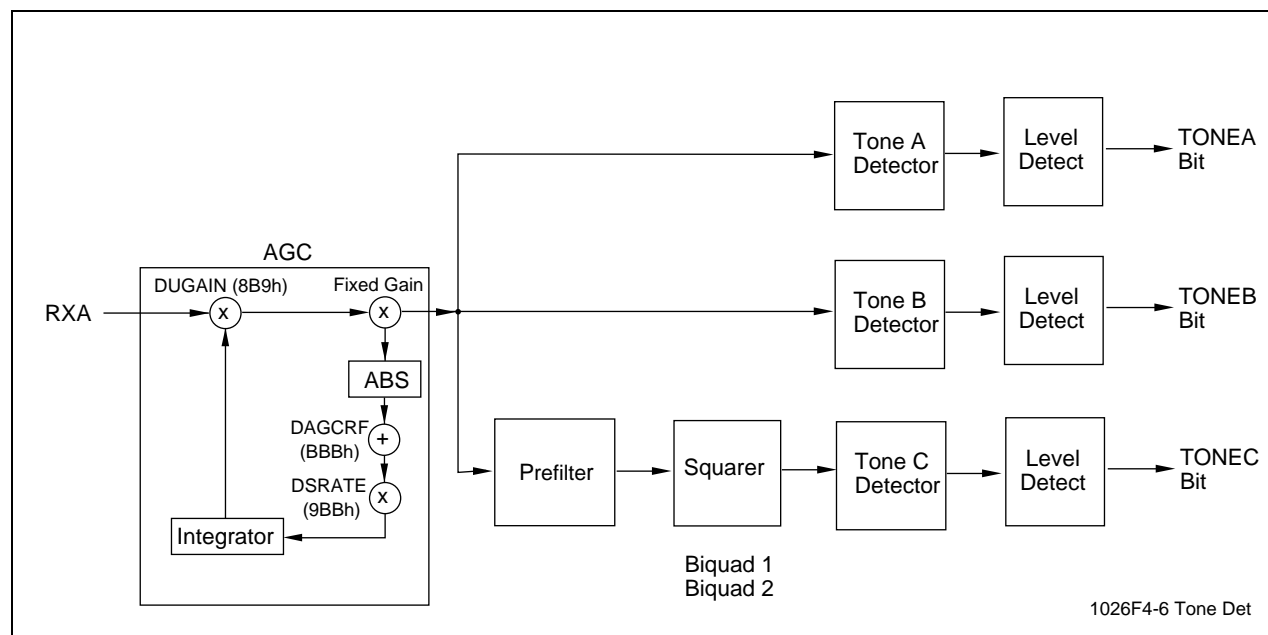 Tone A
Detector
Level
Detect
TONEA
Bit
AGC
DUGAIN (8B9h)
Fixed Gain
RXA
x
x
Tone B
Detector
Level
Detect
TONEB
Bit
ABS
DAGCRF
(BBBh)
+
DSRATE
(9BBh)
x
Integrator
Prefilter
Squarer
Tone C
Detector
Level
Detect
TONEC
Bit
Biquad 1
Biquad 2
1026F4-6 Tone Det